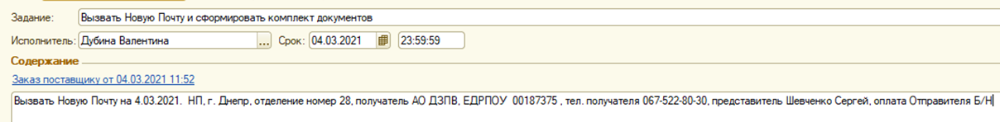 Задание: Вызвать Новую Почту и сформировать комплект документов
Исполнитель: Дубина Валентина ... Срок: 04.03.2021 23:59:59
Содержание
Заказ поставщику от 04.03.2021 11:52
Вызвать Новую Почту на 4.03.2021.  НП, г. Днепр, отделение номер 28, получатель АО ДЗПВ, ЕДРПОУ  00187375 , тел. получателя 067-522-80-30, представитель Шевченко Сергей, оплата Отправителя Б/Н